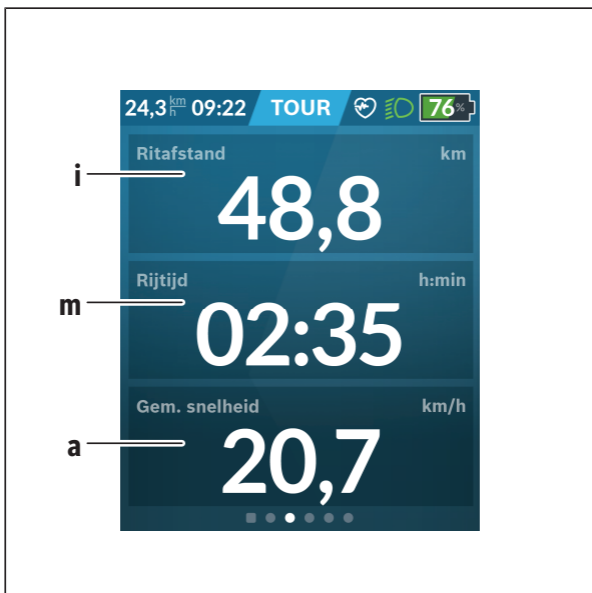 24,3 km/h 09:22 TOUR 76%
Ritafstand km
i
48,8
Rijtijd h:min
m
02:35
Gem. snelheid km/h
a
20,7